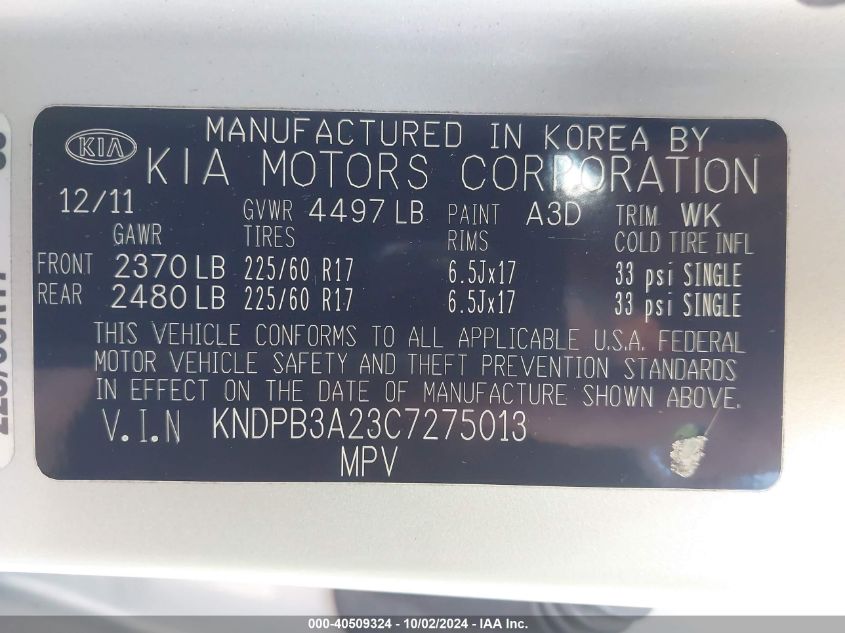 MANUFACTURED IN KOREA BY
KIA KIA MOTORS CORPORATION
12/11 GVWR 4497 LB PAINT A3D TRIM WK
GAWR TIRES RIMS COLD TIRE INFL
FRONT 2370 LB 225/60 R17 6.5Jx17 33 psi SINGLE
REAR 2480 LB 225/60 R17 6.5Jx17 33 psi SINGLE
THIS VEHICLE CONFORMS TO ALL APPLICABLE U.S.A. FEDERAL
MOTOR VEHICLE SAFETY AND THEFT PREVENTION STANDARDS
IN EFFECT ON THE DATE OF MANUFACTURE SHOWN ABOVE.
V.I.N KNDPB3A23C7275013
MPV
000-40509324 - 10/02/2024 - IAA Inc.